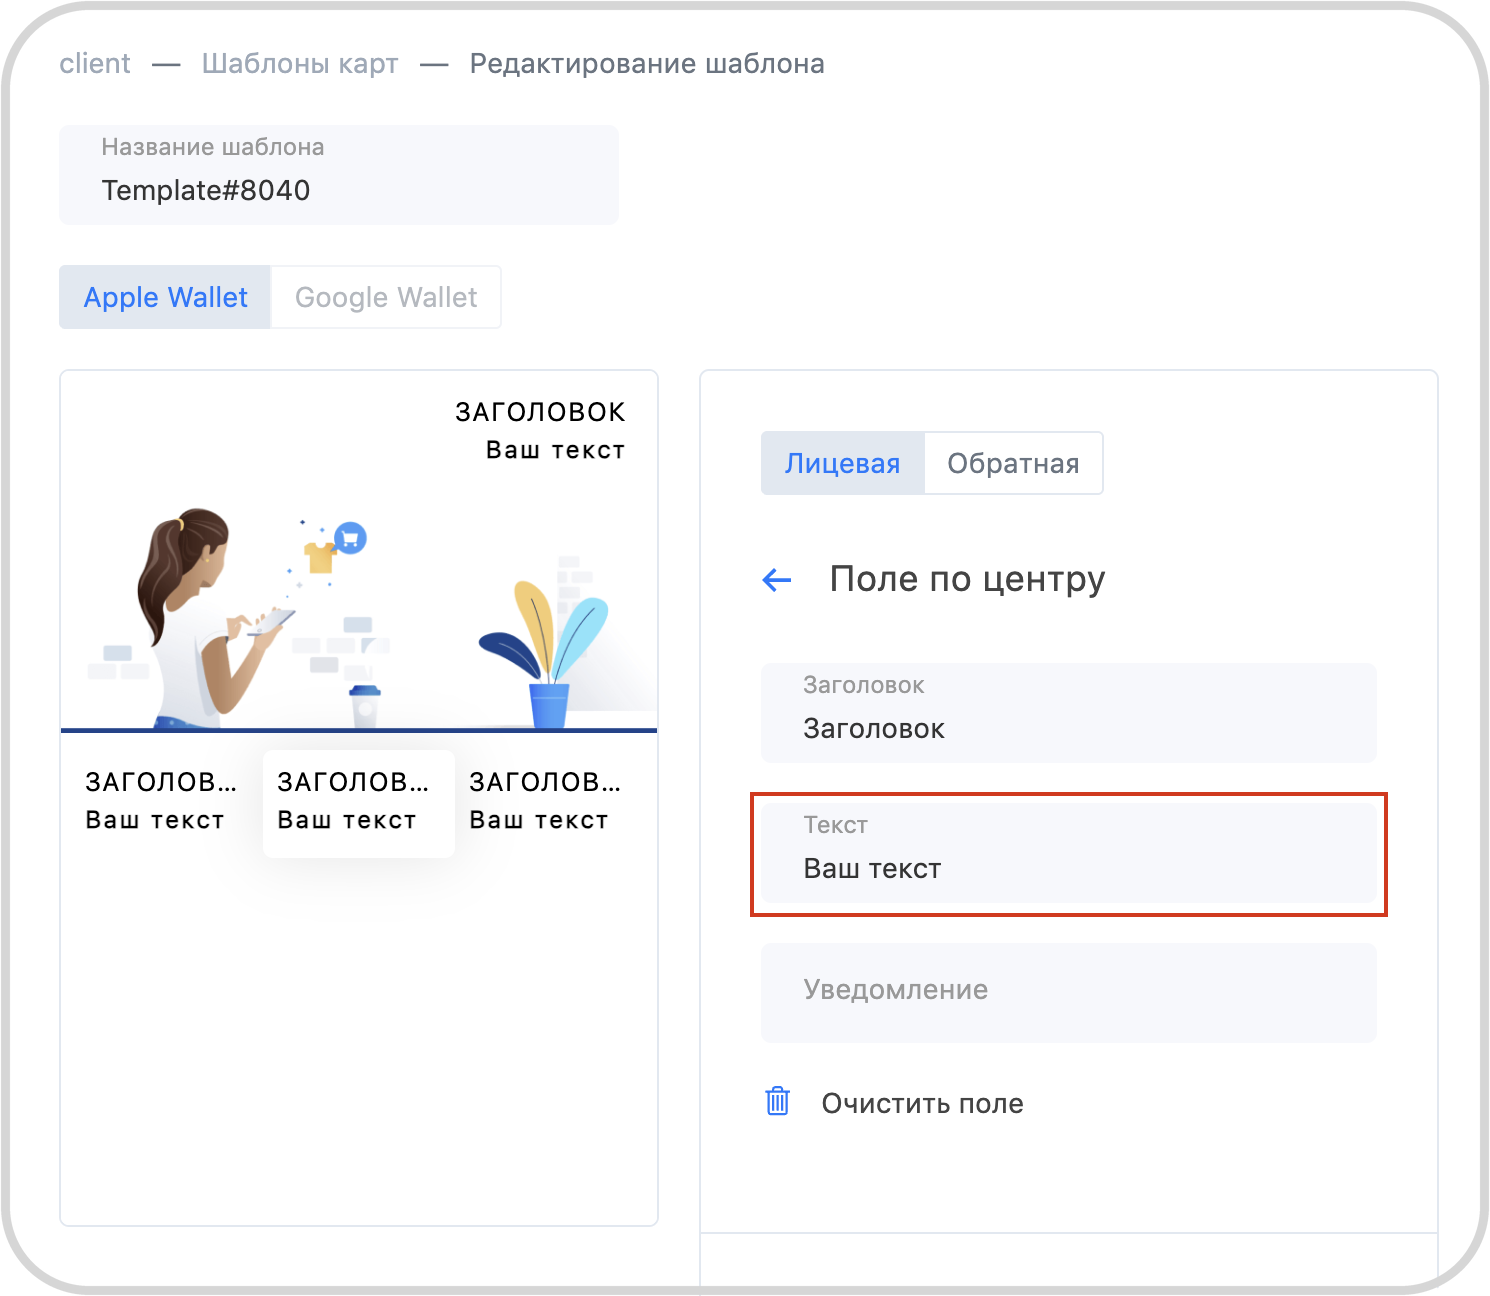 client — Шаблоны карт — Редактирование шаблона
Название шаблона
Template#8040
Apple Wallet Google Wallet
ЗАГОЛОВОК
Ваш текст
ЗАГОЛОВ... ЗАГОЛОВ... ЗАГОЛОВ...
Ваш текст Ваш текст Ваш текст
Лицевая Обратная
Поле по центру
Заголовок
Заголовок
Текст
Ваш текст
Уведомление
Очистить поле